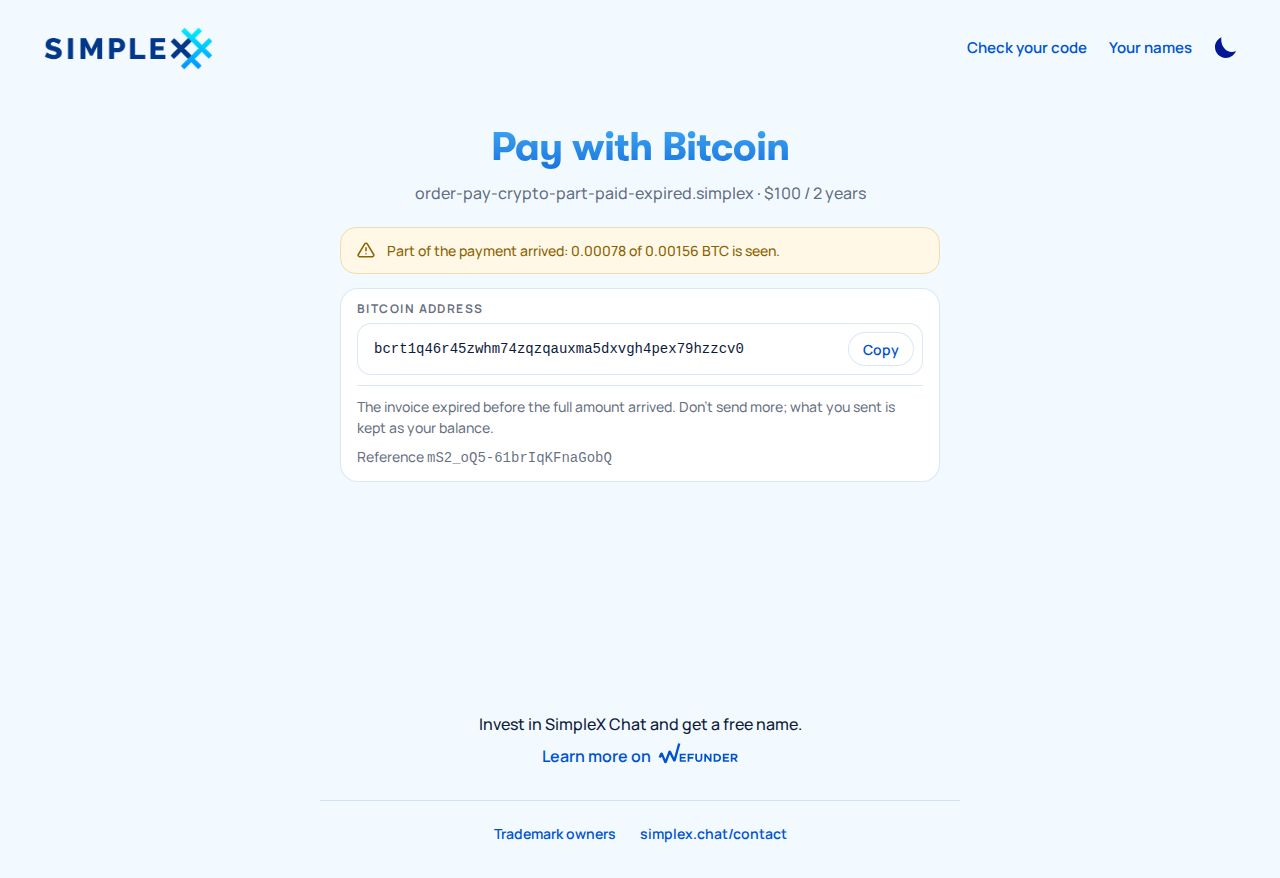 SIMPLEX
Check your code
Your names
Pay with Bitcoin
order-pay-crypto-part-paid-expired.simplex · $100 / 2 years
Part of the payment arrived: 0.00078 of 0.00156 BTC is seen.
BITCOIN ADDRESS
bcrt1q46r45zwhm74zqzqauxma5dxvgh4pex79hzzcv0
Copy
The invoice expired before the full amount arrived. Don't send more; what you sent is
kept as your balance.
Reference mS2_oQ5-61brIqKFnaGobQ
Invest in SimpleX Chat and get a free name.
Learn more on WEFUNDER
Trademark owners
simplex.chat/contact